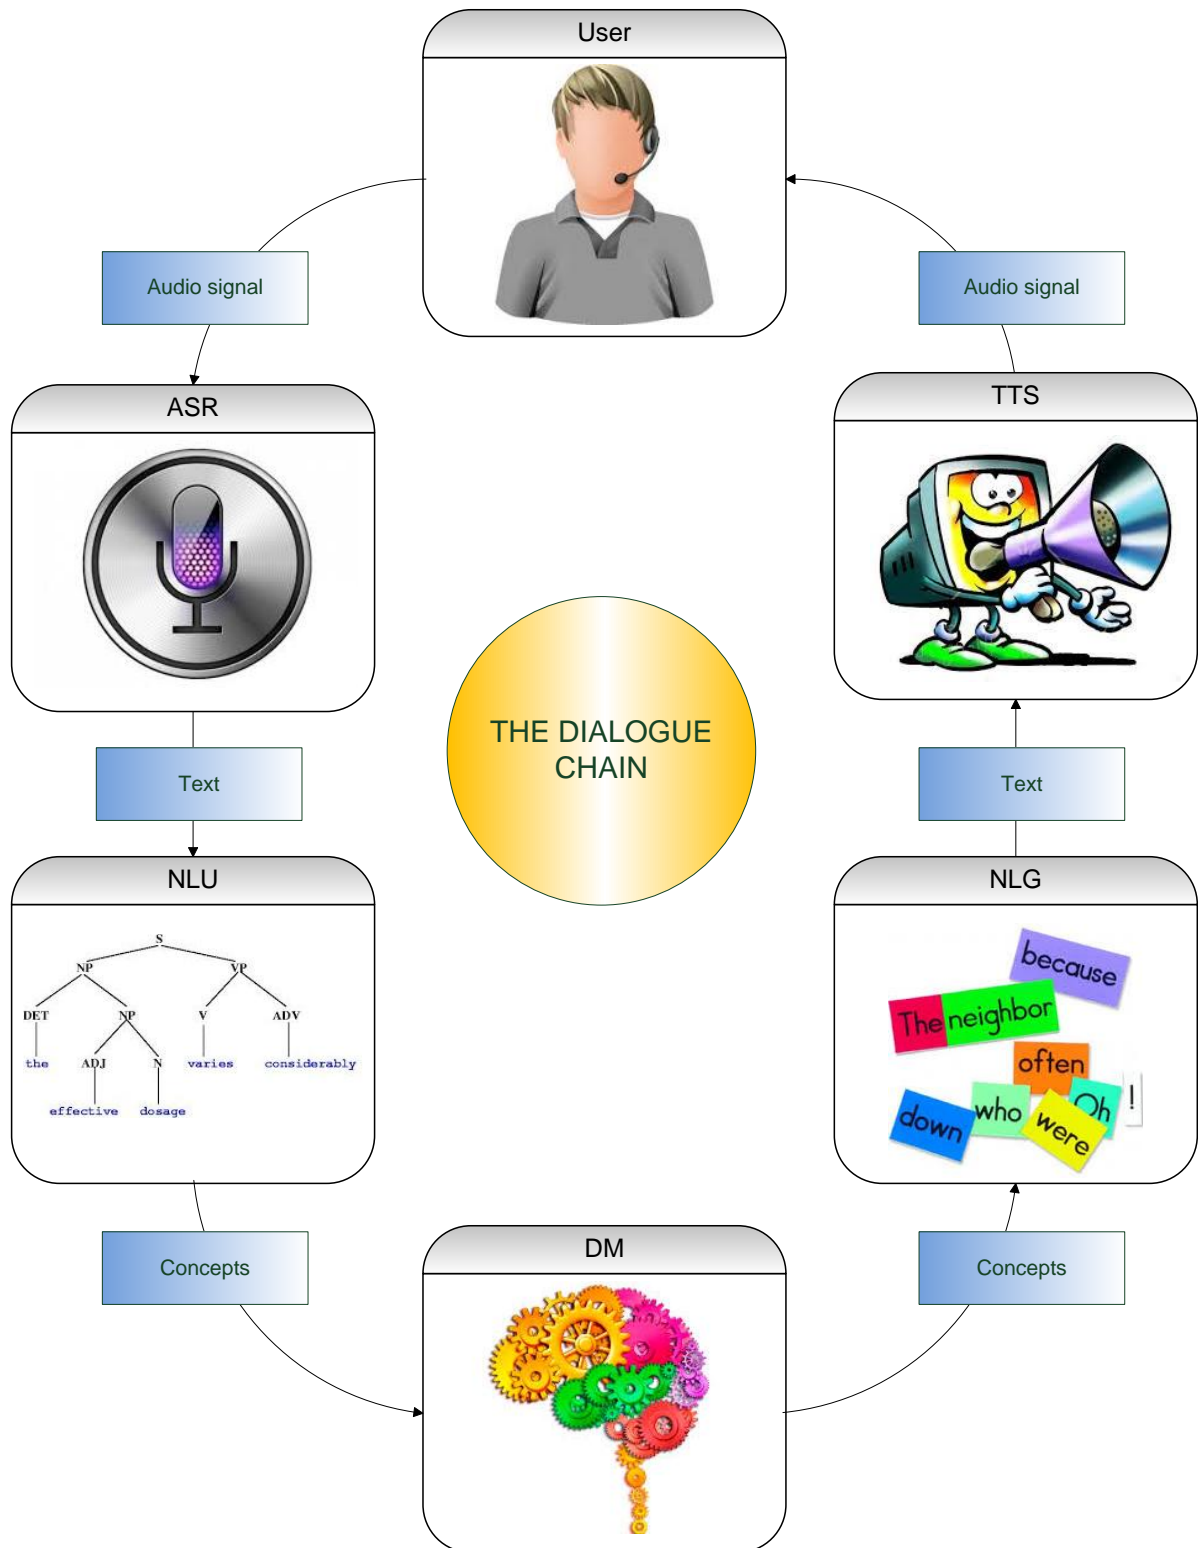 User
Audio signal
Audio signal
ASR
TTS
THE DIALOGUE
CHAIN
Text
Text
NLU
S
NP VP
DET NP V ADV
the ADJ N varies considerably
effective dosage
NLG
because
The neighbor
often
down who were Oh !
Concepts
Concepts
DM